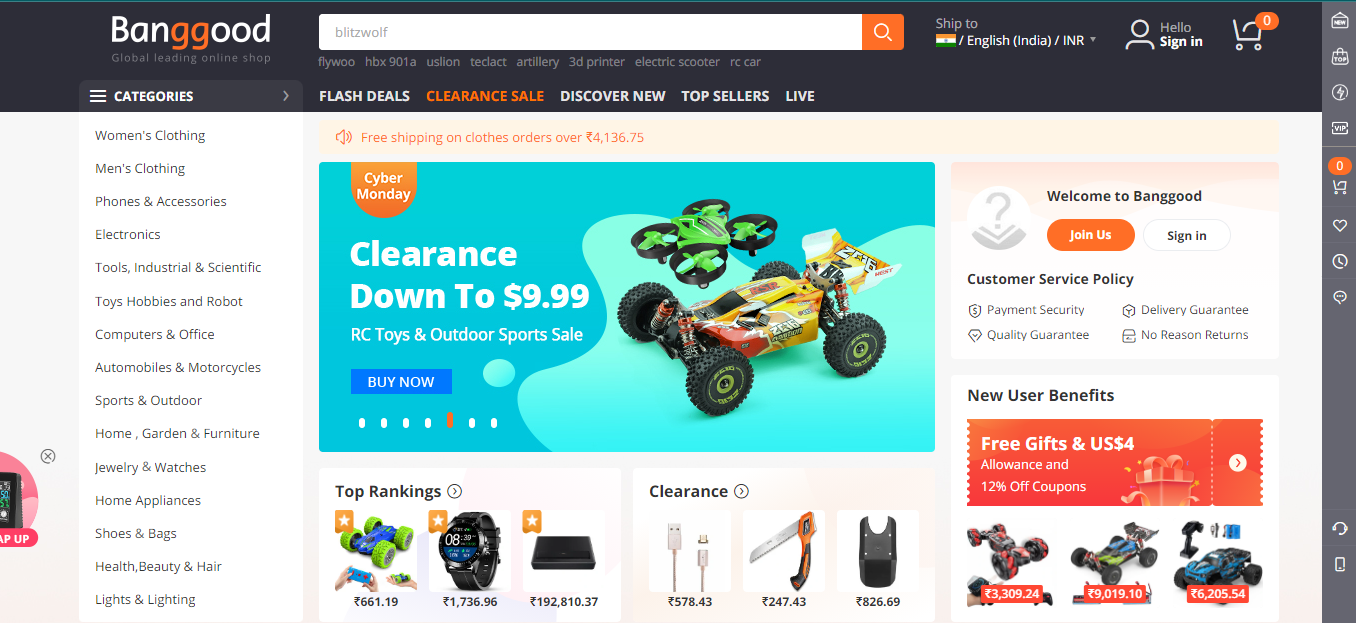 Banggood
Global leading online shop
blitzwolf
flywoo hbx 901a uslion teclact artillery 3d printer electric scooter rc car
Ship to
/ English (India) / INR
Hello
Sign in
0
CATEGORIES
FLASH DEALS CLEARANCE SALE DISCOVER NEW TOP SELLERS LIVE
Women's Clothing
Men's Clothing
Phones & Accessories
Electronics
Tools, Industrial & Scientific
Toys Hobbies and Robot
Computers & Office
Automobiles & Motorcycles
Sports & Outdoor
Home , Garden & Furniture
Jewelry & Watches
Home Appliances
Shoes & Bags
Health,Beauty & Hair
Lights & Lighting
AP UP
Free shipping on clothes orders over ₹4,136.75
Cyber
Monday
Clearance
Down To $9.99
RC Toys & Outdoor Sports Sale
BUY NOW
Top Rankings
08:39
₹661.19 ₹1,736.96 ₹192,810.37
Clearance
₹578.43 ₹247.43 ₹826.69
Welcome to Banggood
Join Us Sign in
Customer Service Policy
Payment Security Delivery Guarantee
Quality Guarantee No Reason Returns
New User Benefits
Free Gifts & US$4
Allowance and
12% Off Coupons
₹3,309.24 ₹9,019.10 ₹6,205.54
NEW
TOP
VIP
0